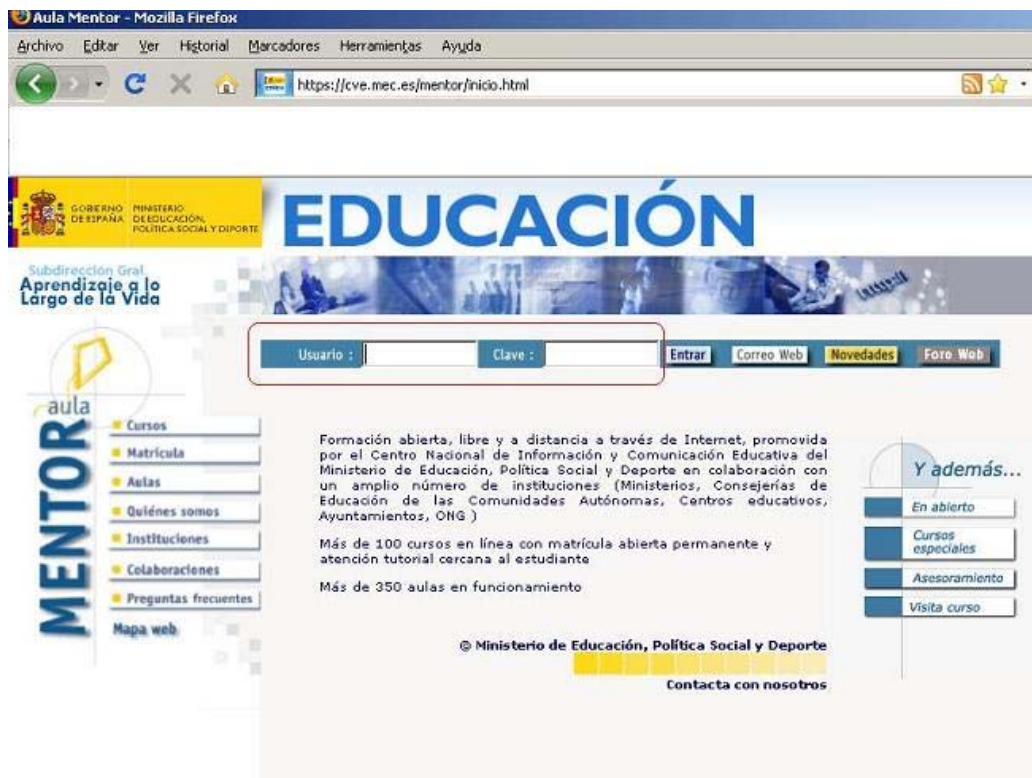 Aula Mentor - Mozilla Firefox
Archivo Editar Ver Historial Marcadores Herramientas Ayuda
https://cve.mec.es/mentor/inicio.html
GOBIERNO DE ESPAÑA
MINISTERIO DE EDUCACIÓN, POLÍTICA SOCIAL Y DEPORTE
EDUCACIÓN
Subdirección Gral.
Aprendizaje a lo
Largo de la Vida
Usuario : Clave : Entrar Correo Web Novedades Foro Web
aula
MENTOR
Cursos
Matrícula
Aulas
Quiénes somos
Instituciones
Colaboraciones
Preguntas frecuentes
Mapa web
Formación abierta, libre y a distancia a través de Internet, promovida
por el Centro Nacional de Información y Comunicación Educativa del
Ministerio de Educación, Política Social y Deporte en colaboración con
un amplio número de instituciones (Ministerios, Consejerías de
Educación de las Comunidades Autónomas, Centros educativos,
Ayuntamientos, ONG )
Más de 100 cursos en línea con matrícula abierta permanente y
atención tutorial cercana al estudiante
Más de 350 aulas en funcionamiento
© Ministerio de Educación, Política Social y Deporte
Contacta con nosotros
Y además...
En abierto
Cursos
especiales
Asesoramiento
Visita curso